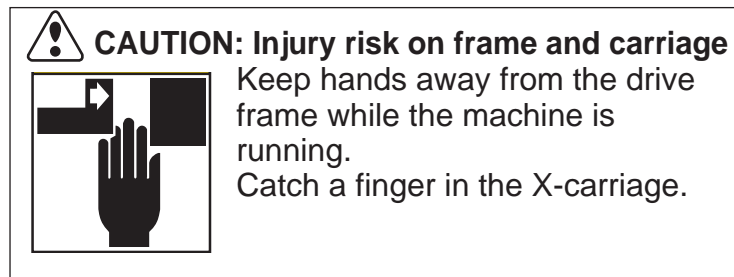 CAUTION: Injury risk on frame and carriage
Keep hands away from the drive
frame while the machine is
running.
Catch a finger in the X-carriage.